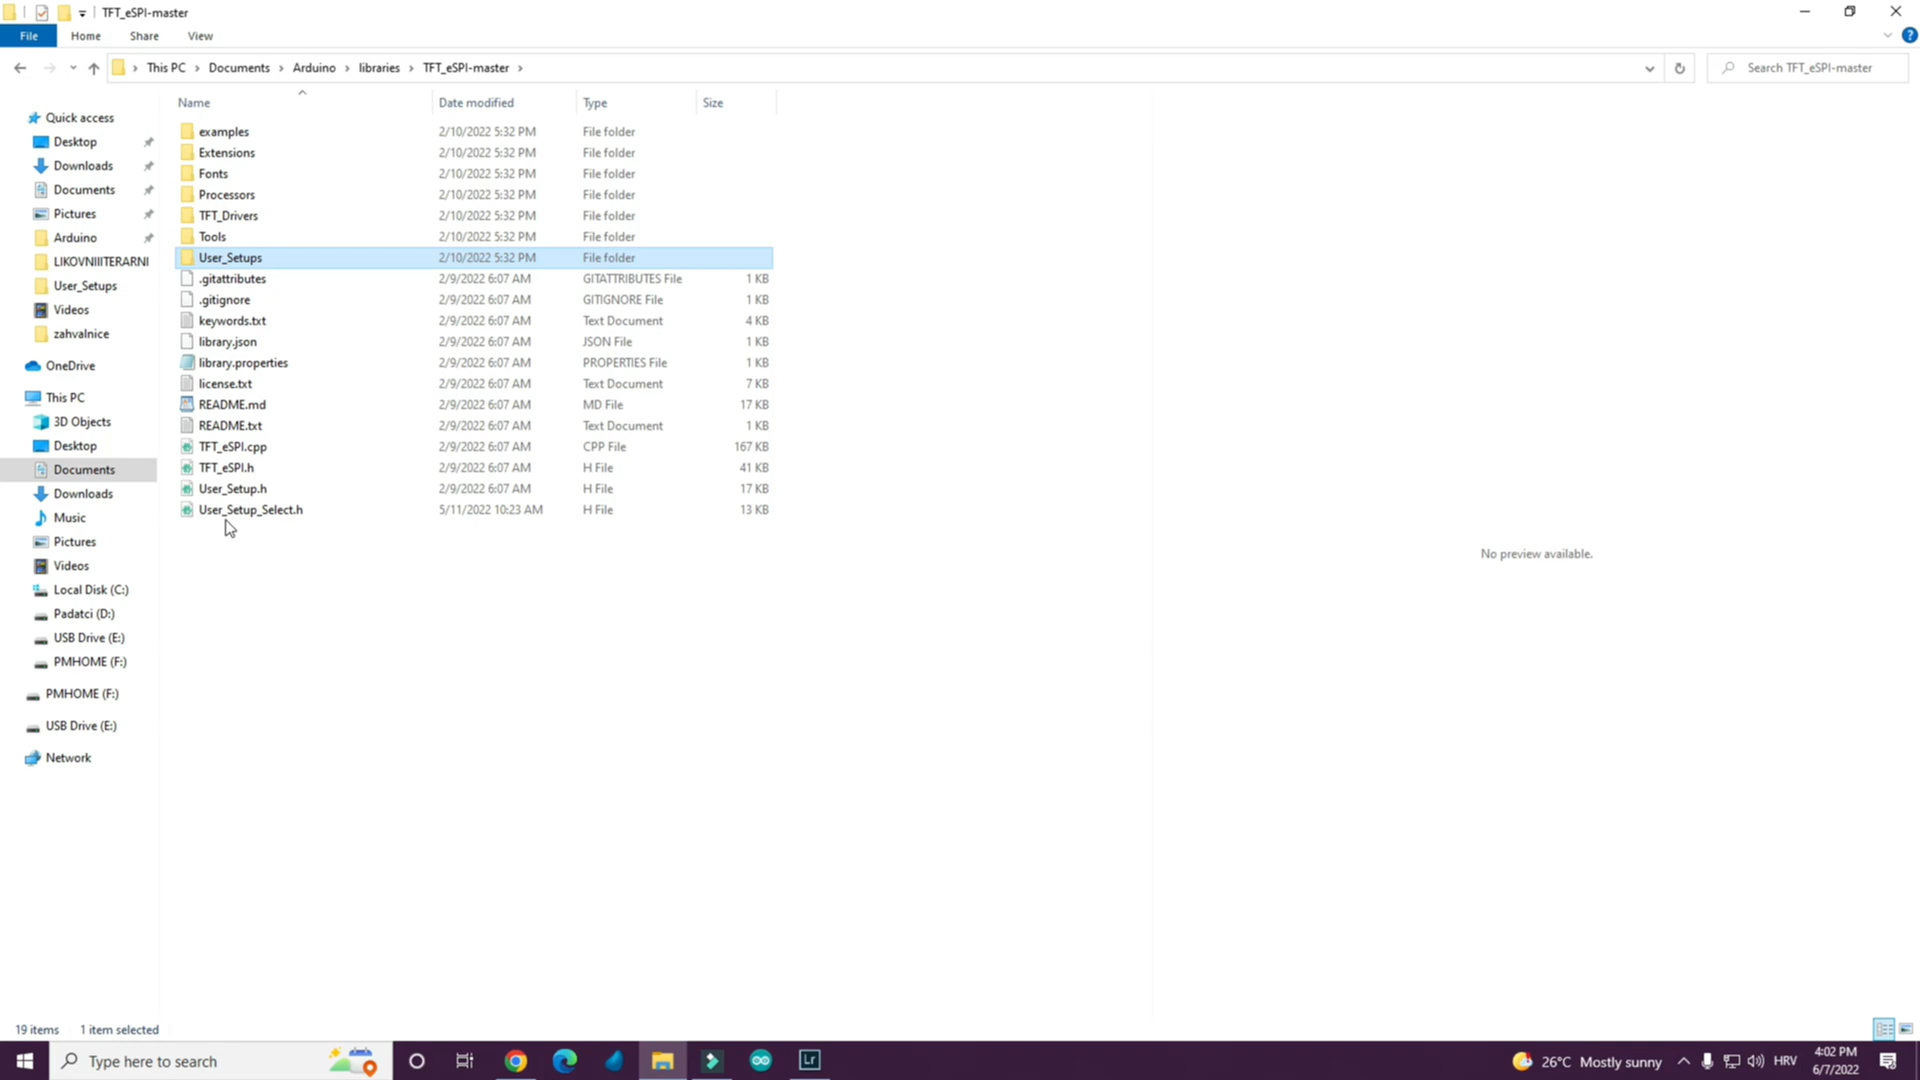 TFT_eSPI-master
File Home Share View
This PC Documents Arduino libraries TFT_eSPI-master Search TFT_eSPI-master
Name Date modified Type Size
examples 2/10/2022 5:32 PM File folder
Extensions 2/10/2022 5:32 PM File folder
Fonts 2/10/2022 5:32 PM File folder
Processors 2/10/2022 5:32 PM File folder
TFT_Drivers 2/10/2022 5:32 PM File folder
Tools 2/10/2022 5:32 PM File folder
User_Setups 2/10/2022 5:32 PM File folder
.gitattributes 2/9/2022 6:07 AM GITATTRIBUTES File 1 KB
.gitignore 2/9/2022 6:07 AM GITIGNORE File 1 KB
keywords.txt 2/9/2022 6:07 AM Text Document 4 KB
library.json 2/9/2022 6:07 AM JSON File 1 KB
library.properties 2/9/2022 6:07 AM PROPERTIES File 1 KB
license.txt 2/9/2022 6:07 AM Text Document 7 KB
README.md 2/9/2022 6:07 AM MD File 17 KB
README.txt 2/9/2022 6:07 AM Text Document 1 KB
TFT_eSPI.cpp 2/9/2022 6:07 AM CPP File 167 KB
TFT_eSPI.h 2/9/2022 6:07 AM H File 41 KB
User_Setup.h 2/9/2022 6:07 AM H File 17 KB
User_Setup_Select.h 5/11/2022 10:23 AM H File 13 KB
Quick access
Desktop
Downloads
Documents
Pictures
Arduino
LIKOVNIIITERARNI
User_Setups
Videos
zahvalnice
OneDrive
This PC
3D Objects
Desktop
Documents
Downloads
Music
Pictures
Videos
Local Disk (C:)
Padatci (D:)
USB Drive (E:)
PMHOME (F:)
PMHOME (F:)
USB Drive (E:)
Network
No preview available.
19 items 1 item selected
Type here to search
Lr
26°C Mostly sunny
HRV
4:02 PM
6/7/2022